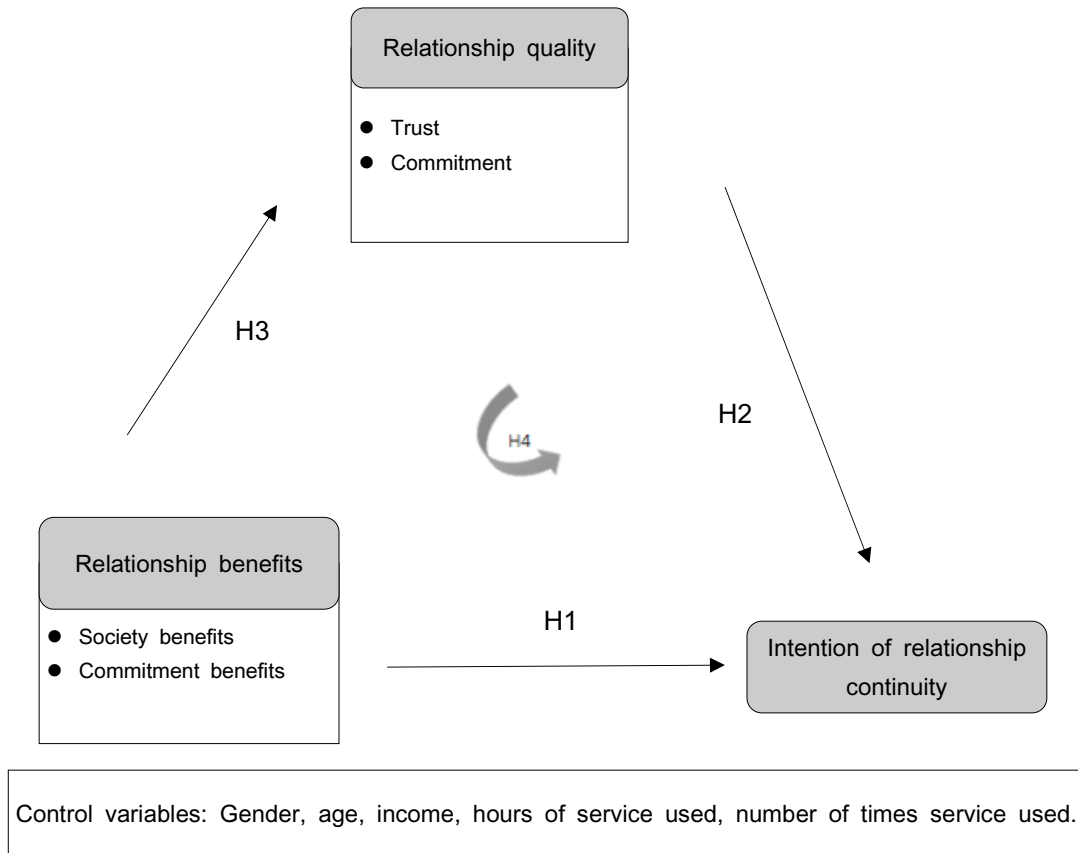 Relationship quality
● Trust
● Commitment
H3
H2
H4
Relationship benefits
● Society benefits
● Commitment benefits
H1
Intention of relationship
continuity
Control variables: Gender, age, income, hours of service used, number of times service used.